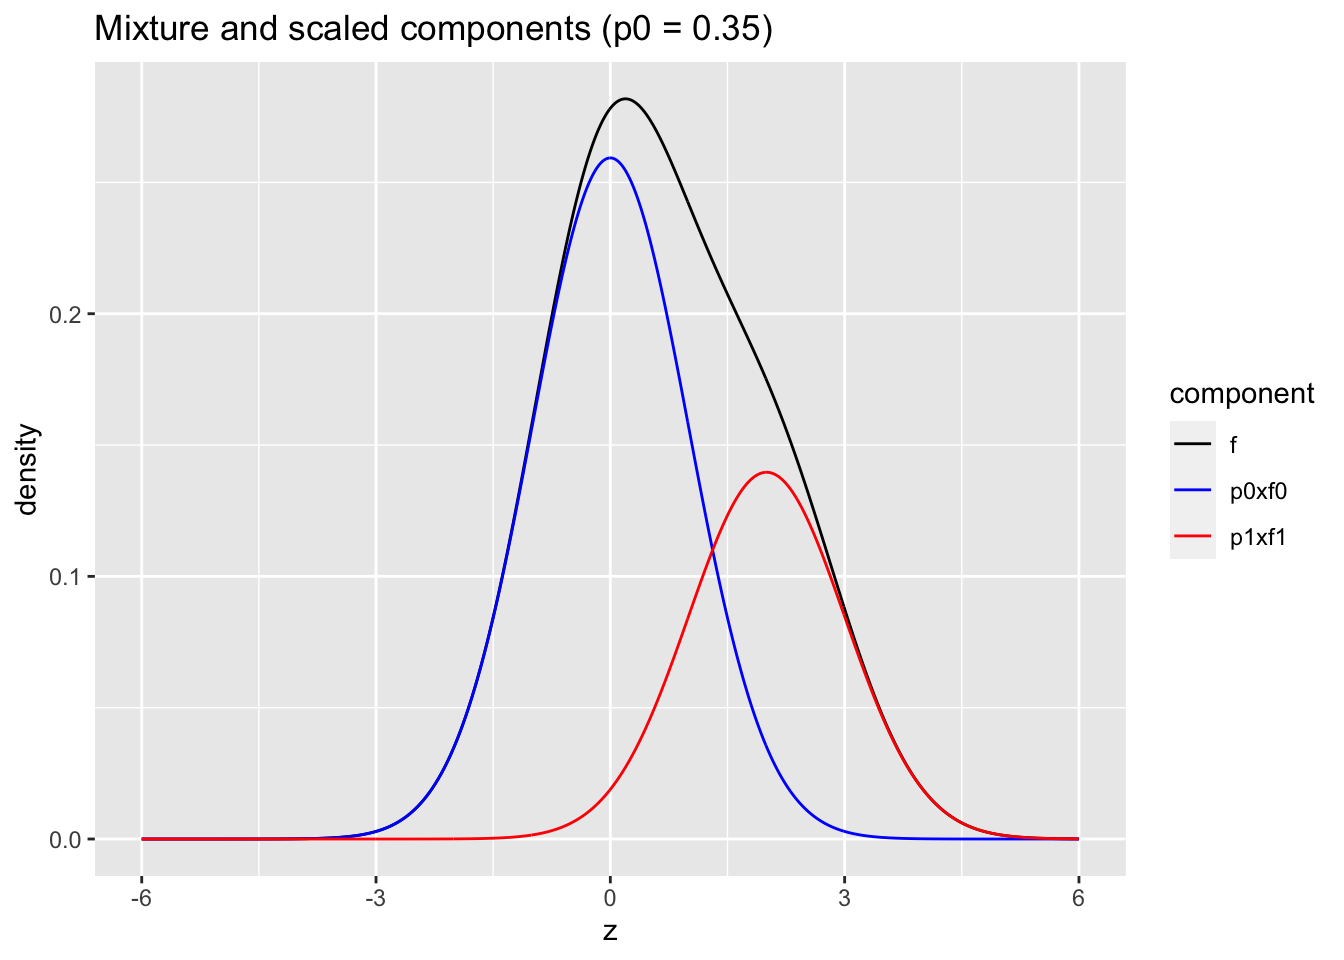 Mixture and scaled components (p0 = 0.35)
density
0.2
0.1
0.0
-6
-3
0
3
6
z
component
f
p0xf0
p1xf1